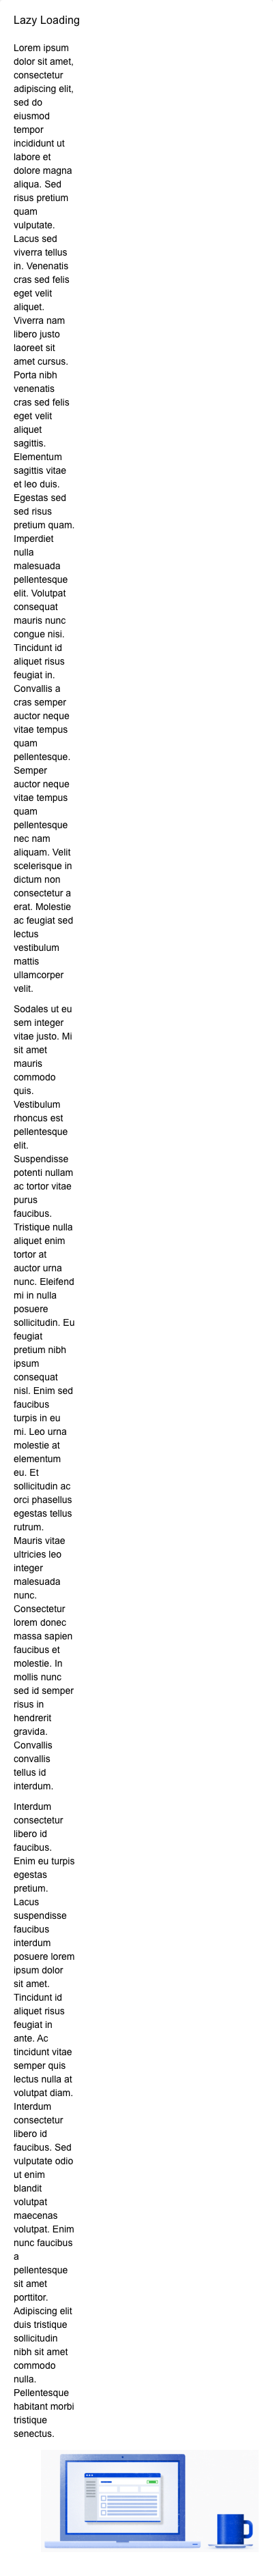 Lazy Loading
Lorem ipsum
dolor sit amet,
consectetur
adipiscing elit,
sed do
eiusmod
tempor
incididunt ut
labore et
dolore magna
aliqua. Sed
risus pretium
quam
vulputate.
Lacus sed
viverra tellus
in. Venenatis
cras sed felis
eget velit
aliquet.
Viverra nam
libero justo
laoreet sit
amet cursus.
Porta nibh
venenatis
cras sed felis
eget velit
aliquet
sagittis.
Elementum
sagittis vitae
et leo duis.
Egestas sed
sed risus
pretium quam.
Imperdiet
nulla
malesuada
pellentesque
elit. Volutpat
consequat
mauris nunc
congue nisi.
Tincidunt id
aliquet risus
feugiat in.
Convallis a
cras semper
auctor neque
vitae tempus
quam
pellentesque.
Semper
auctor neque
vitae tempus
quam
pellentesque
nec nam
aliquam. Velit
scelerisque in
dictum non
consectetur a
erat. Molestie
ac feugiat sed
lectus
vestibulum
mattis
ullamcorper
velit.
Sodales ut eu
sem integer
vitae justo. Mi
sit amet
mauris
commodo
quis.
Vestibulum
rhoncus est
pellentesque
elit.
Suspendisse
potenti nullam
ac tortor vitae
purus
faucibus.
Tristique nulla
aliquet enim
tortor at
auctor urna
nunc. Eleifend
mi in nulla
posuere
sollicitudin. Eu
feugiat
pretium nibh
ipsum
consequat
nisl. Enim sed
faucibus
turpis in eu
mi. Leo urna
molestie at
elementum
eu. Et
sollicitudin ac
orci phasellus
egestas tellus
rutrum.
Mauris vitae
ultricies leo
integer
malesuada
nunc.
Consectetur
lorem donec
massa sapien
faucibus et
molestie. In
mollis nunc
sed id semper
risus in
hendrerit
gravida.
Convallis
convallis
tellus id
interdum.
Interdum
consectetur
libero id
faucibus.
Enim eu turpis
egestas
pretium.
Lacus
suspendisse
faucibus
interdum
posuere lorem
ipsum dolor
sit amet.
Tincidunt id
aliquet risus
feugiat in
ante. Ac
tincidunt vitae
semper quis
lectus nulla at
volutpat diam.
Interdum
consectetur
libero id
faucibus. Sed
vulputate odio
ut enim
blandit
volutpat
maecenas
volutpat. Enim
nunc faucibus
a
pellentesque
sit amet
porttitor.
Adipiscing elit
duis tristique
sollicitudin
nibh sit amet
commodo
nulla.
Pellentesque
habitant morbi
tristique
senectus.